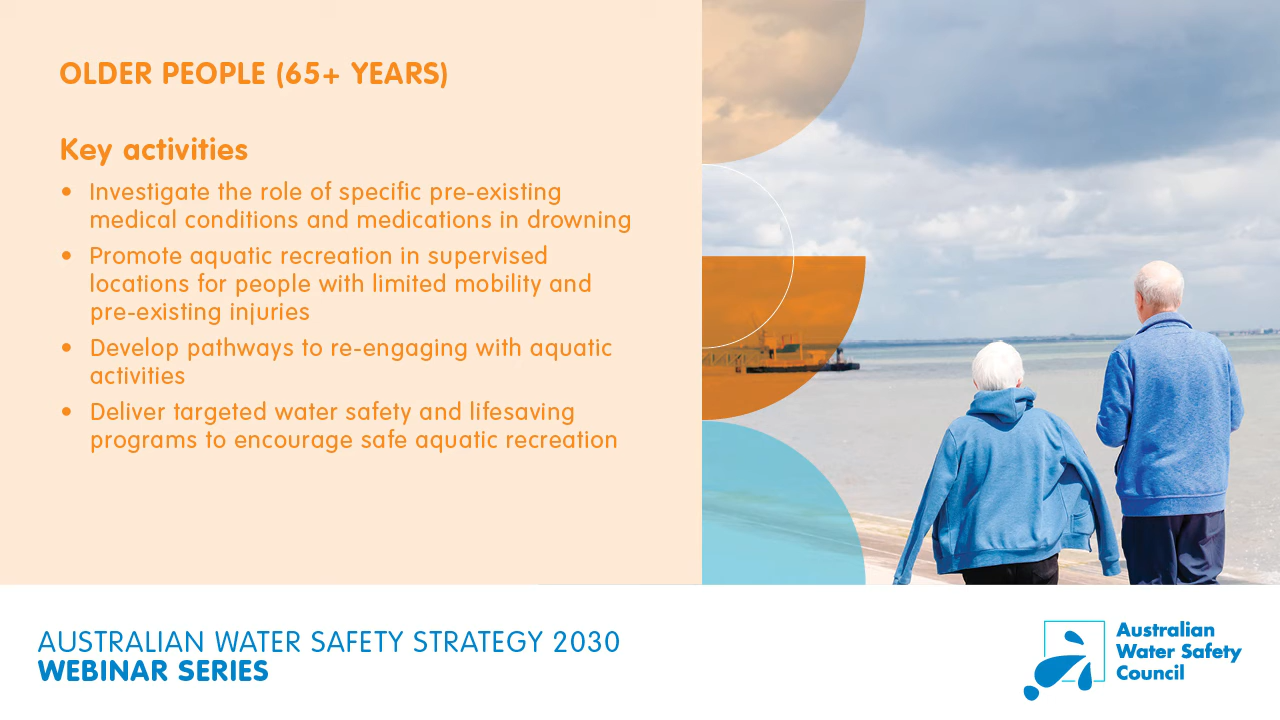 OLDER PEOPLE (65+ YEARS)
Key activities
• Investigate the role of specific pre-existing
medical conditions and medications in drowning
• Promote aquatic recreation in supervised
locations for people with limited mobility and
pre-existing injuries
• Develop pathways to re-engaging with aquatic
activities
• Deliver targeted water safety and lifesaving
programs to encourage safe aquatic recreation
AUSTRALIAN WATER SAFETY STRATEGY 2030
WEBINAR SERIES
Australian
Water Safety
Council